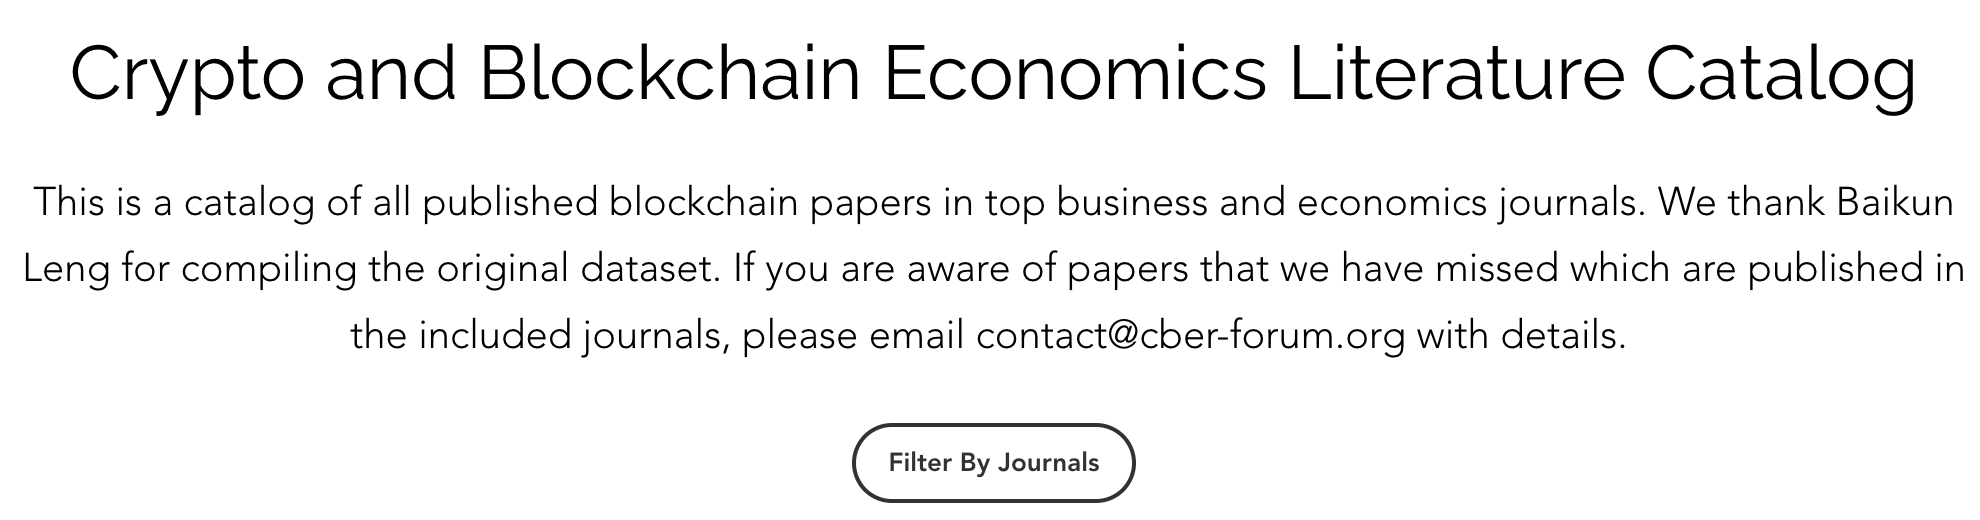 Crypto and Blockchain Economics Literature Catalog
This is a catalog of all published blockchain papers in top business and economics journals. We thank Baikun
Leng for compiling the original dataset. If you are aware of papers that we have missed which are published in
the included journals, please email contact@cber-forum.org with details.
Filter By Journals